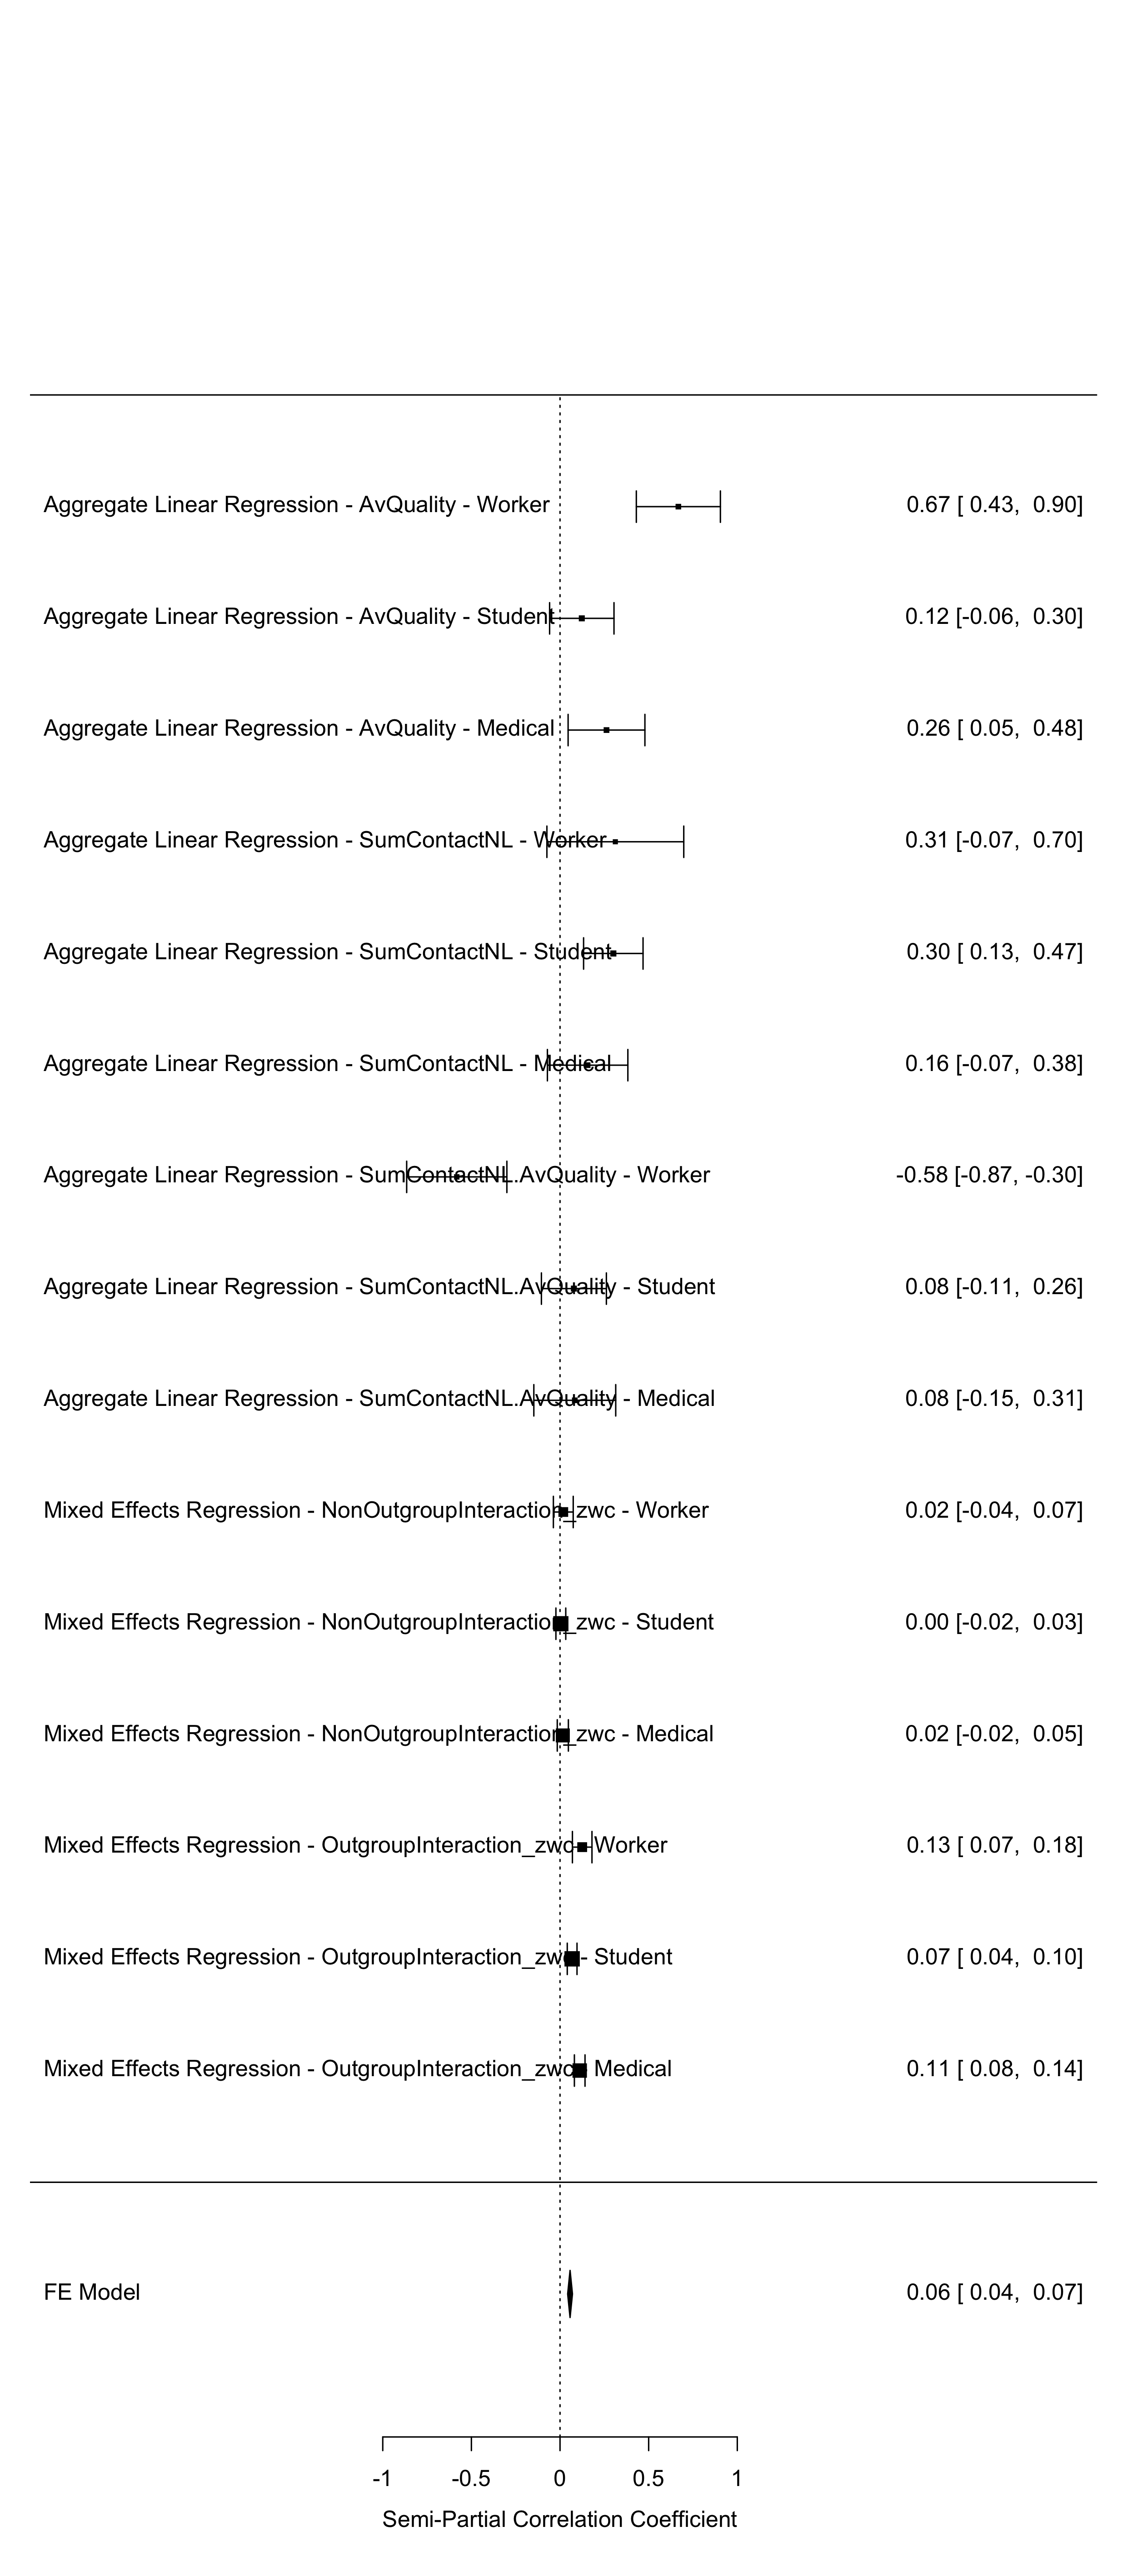 Aggregate Linear Regression - AvQuality - Worker 0.67 [ 0.43, 0.90]
Aggregate Linear Regression - AvQuality - Student 0.12 [-0.06, 0.30]
Aggregate Linear Regression - AvQuality - Medical 0.26 [ 0.05, 0.48]
Aggregate Linear Regression - SumContactNL - Worker 0.31 [-0.07, 0.70]
Aggregate Linear Regression - SumContactNL - Student 0.30 [ 0.13, 0.47]
Aggregate Linear Regression - SumContactNL - Medical 0.16 [-0.07, 0.38]
Aggregate Linear Regression - SumContactNL.AvQuality - Worker -0.58 [-0.87, -0.30]
Aggregate Linear Regression - SumContactNL.AvQuality - Student 0.08 [-0.11, 0.26]
Aggregate Linear Regression - SumContactNL.AvQuality - Medical 0.08 [-0.15, 0.31]
Mixed Effects Regression - NonOutgroupInteraction_zwc - Worker 0.02 [-0.04, 0.07]
Mixed Effects Regression - NonOutgroupInteraction_zwc - Student 0.00 [-0.02, 0.03]
Mixed Effects Regression - NonOutgroupInteraction_zwc - Medical 0.02 [-0.02, 0.05]
Mixed Effects Regression - OutgroupInteraction_zwc - Worker 0.13 [ 0.07, 0.18]
Mixed Effects Regression - OutgroupInteraction_zwc - Student 0.07 [ 0.04, 0.10]
Mixed Effects Regression - OutgroupInteraction_zwc - Medical 0.11 [ 0.08, 0.14]
FE Model 0.06 [ 0.04, 0.07]
-1 -0.5 0 0.5 1
Semi-Partial Correlation Coefficient